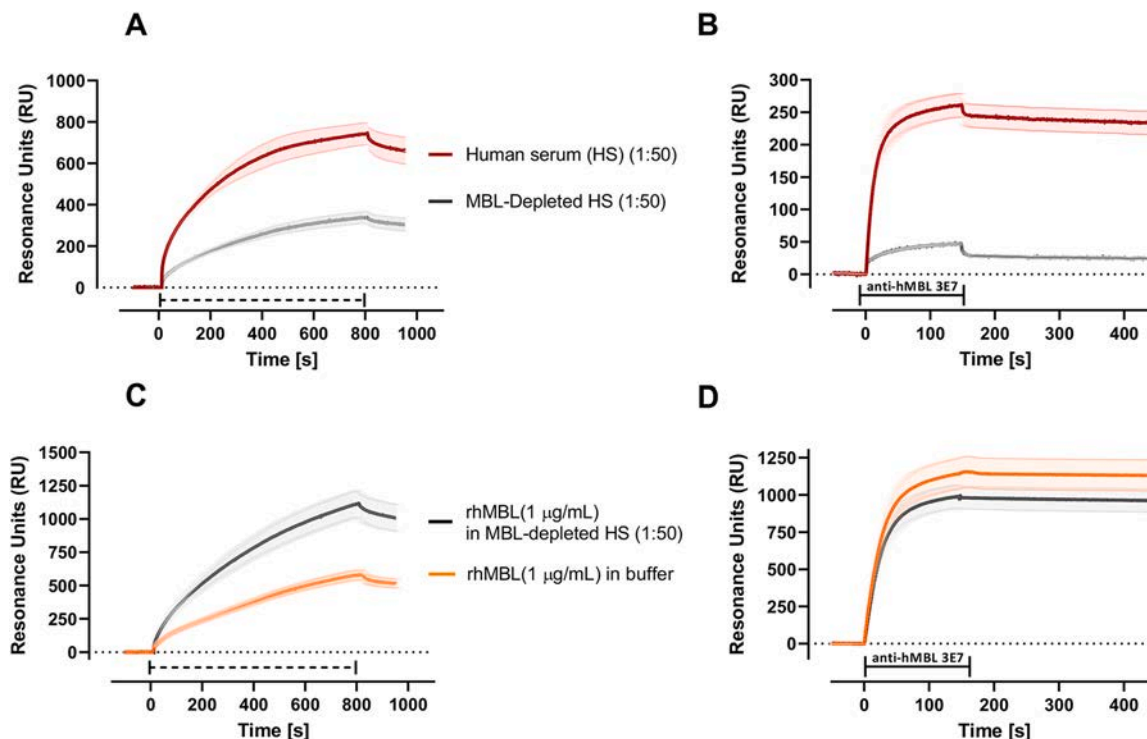 A
B
1000
800
600
400
200
0
Resonance Units (RU)
Human serum (HS) (1:50)
MBL-Depleted HS (1:50)
0 200 400 600 800 1000
Time [s]
300
250
200
150
100
50
0
Resonance Units (RU)
anti-hMBL 3E7
0 100 200 300 400
Time [s]
C
D
1500
1250
1000
750
500
250
0
Resonance Units (RU)
rhMBL(1 μg/mL)
in MBL-depleted HS (1:50)
rhMBL(1 μg/mL) in buffer
0 200 400 600 800 1000
Time [s]
1250
1000
750
500
250
0
Resonance Units (RU)
anti-hMBL 3E7
0 100 200 300 400
Time [s]